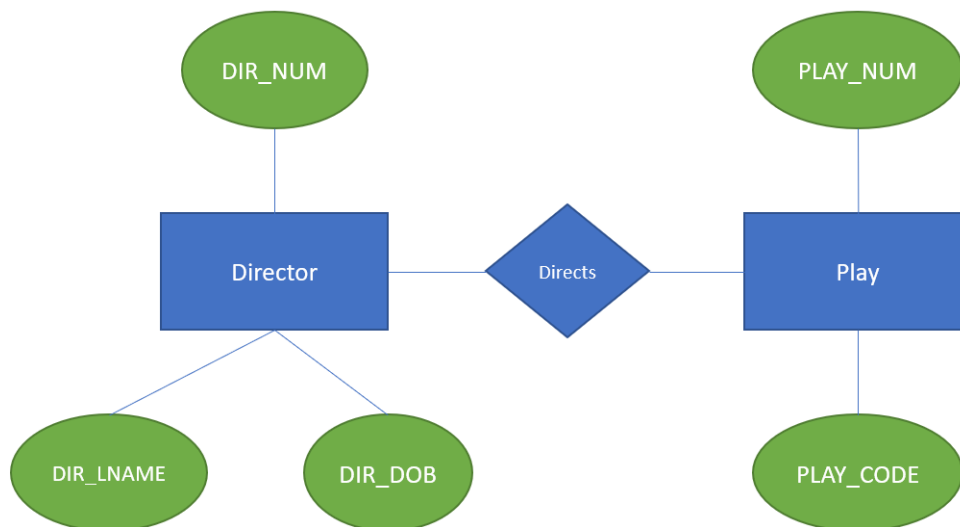 DIR_NUM
PLAY_NUM
Director
Directs
Play
DIR_LNAME
DIR_DOB
PLAY_CODE